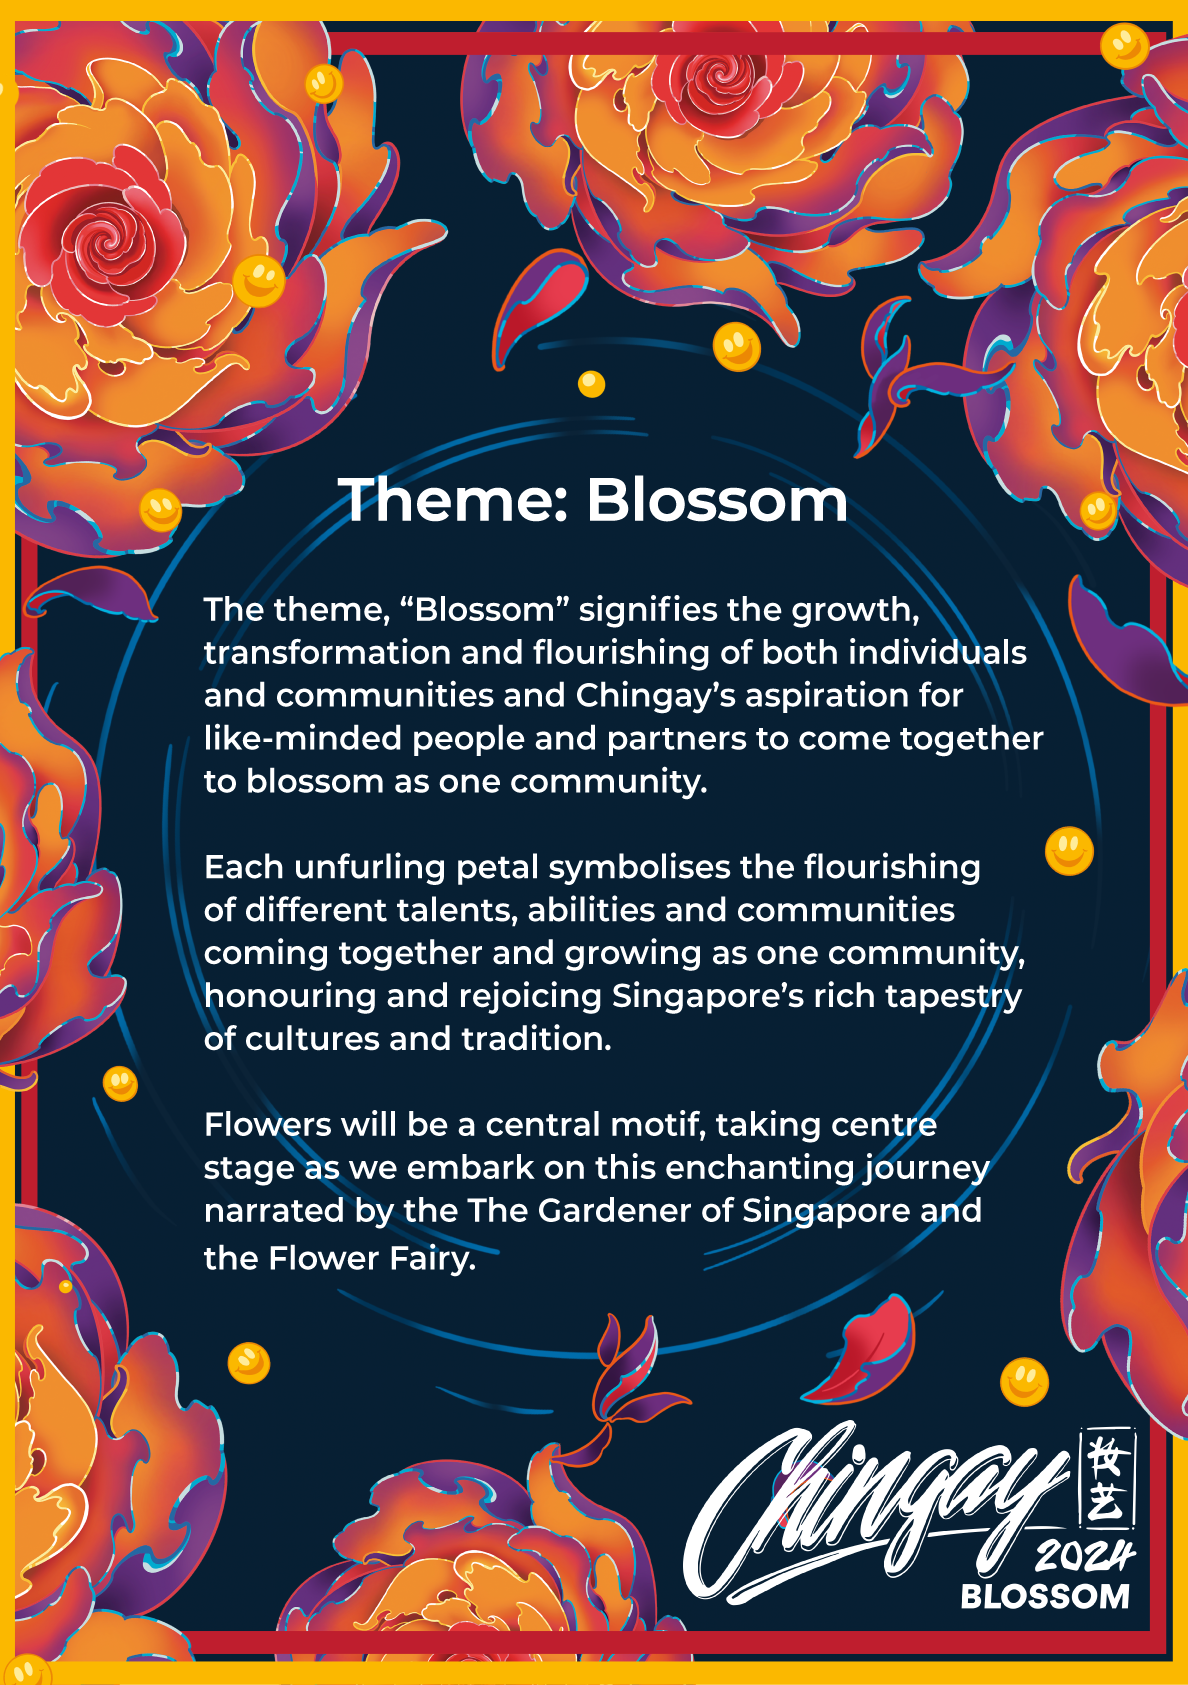 Theme: Blossom
The theme, “Blossom” signifies the growth,
transformation and flourishing of both individuals
and communities and Chingay’s aspiration for
like-minded people and partners to come together
to blossom as one community.
Each unfurling petal symbolises the flourishing
of different talents, abilities and communities
coming together and growing as one community,
honouring and rejoicing Singapore’s rich tapestry
of cultures and tradition.
Flowers will be a central motif, taking centre
stage as we embark on this enchanting journey
narrated by the The Gardener of Singapore and
the Flower Fairy.
Chingay
妆艺
2024
BLOSSOM